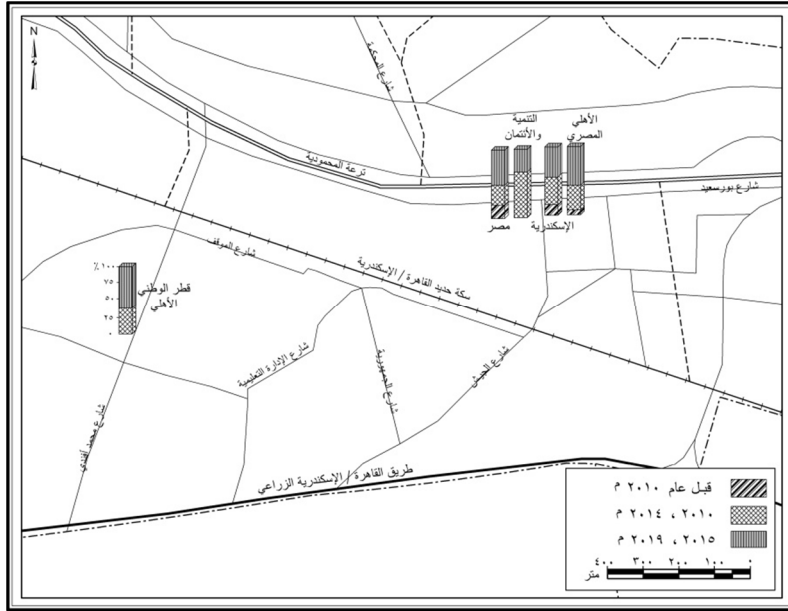 N
شارع المحكمة
التنمية
والأئتمان
الأهلي
المصري
ترعة المحمودية
شارع بورسعيد
مصر
الإسكندرية
شارع الموقف
سكة حديد القاهرة / الإسكندرية
٪ ١٠٠
٧٥
٥٠
٢٥
٠
قطر الوطني
الأهلي
شارع الإدارة التعليمية
شارع الجمهورية
شارع الجيش
شارع محمد أفندي
طريق القاهرة / الإسكندرية الزراعي
قبل عام ٢٠١٠ م
٢٠١٠ ، ٢٠١٤ م
٢٠١٥ ، ٢٠١٩ م
٤٠٠ ٣٠٠ ٢٠٠ ١٠٠ ٠
متر